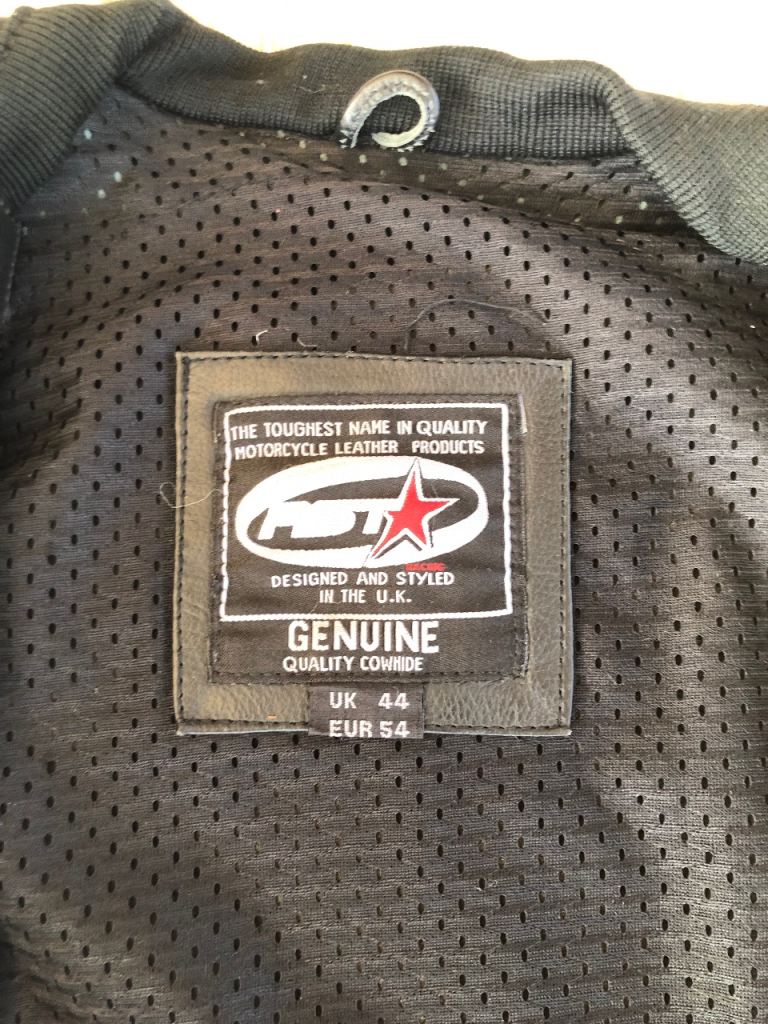 THE TOUGHEST NAME IN QUALITY
MOTORCYCLE LEATHER PRODUCTS
RACING
DESIGNED AND STYLED
IN THE U.K.
GENUINE
QUALITY COWHIDE
UK 44
EUR 54